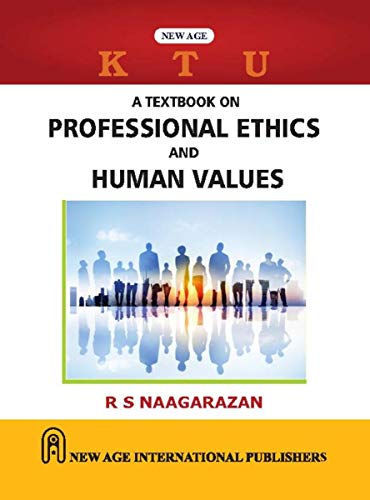 NEW AGE
K T U
A TEXTBOOK ON
PROFESSIONAL ETHICS
AND
HUMAN VALUES
R S NAAGARAZAN
NEW AGE INTERNATIONAL PUBLISHERS